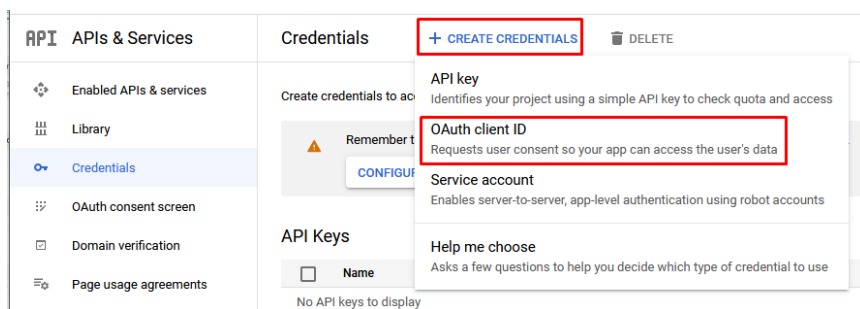 API APIs & Services
Enabled APIs & services
Library
Credentials
OAuth consent screen
Domain verification
Page usage agreements
Credentials
+ CREATE CREDENTIALS
DELETE
Create credentials to
Remember
API Keys
Name
No API keys to display
API key
Identifies your project using a simple API key to check quota and access
OAuth client ID
Requests user consent so your app can access the user's data
Service account
Enables server-to-server, app-level authentication using robot accounts
Help me choose
Asks a few questions to help you decide which type of credential to use